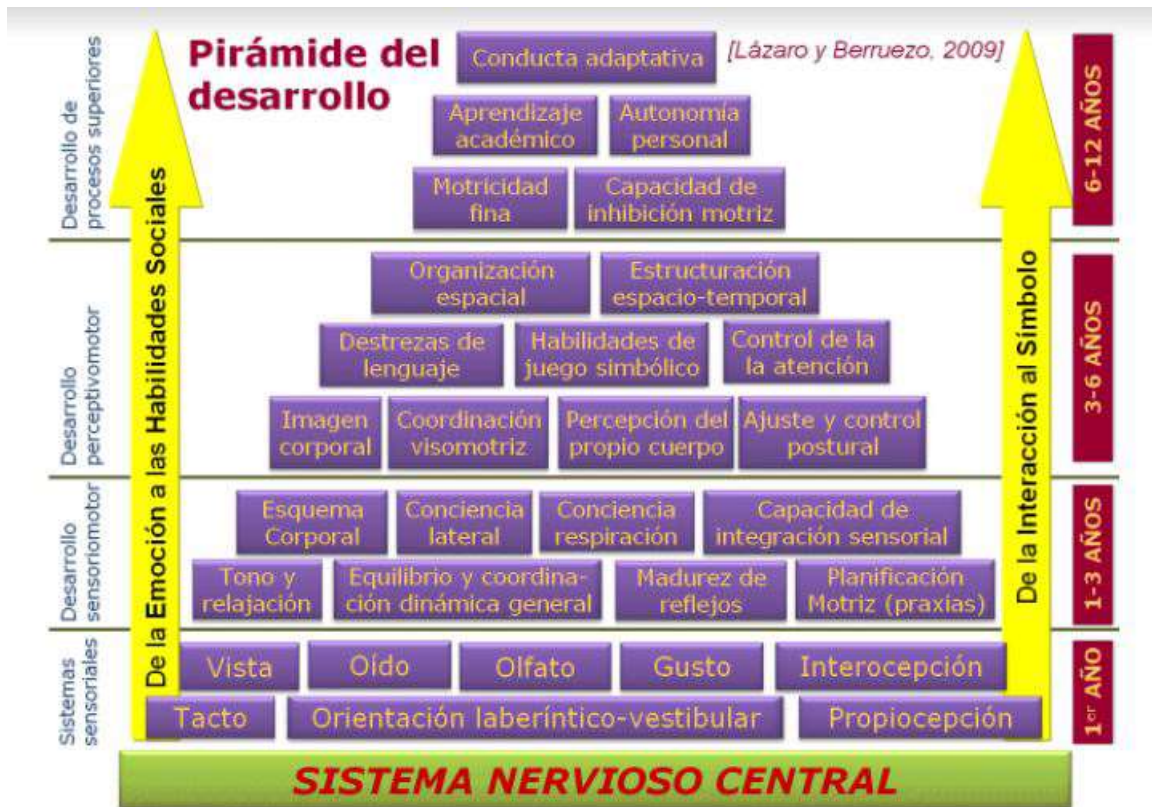 Pirámide del
desarrollo
[Lázaro y Berruezo, 2009]
Conducta adaptativa
Aprendizaje
académico
Autonomía
personal
Motricidad
fina
Capacidad de
inhibición motriz
Desarrollo de
procesos superiores
6-12 AÑOS
Organización
espacial
Estructuración
espacio-temporal
Destrezas de
lenguaje
Habilidades de
juego simbólico
Control de la
la atención
Imagen
corporal
Coordinación
visomotriz
Percepción del
propio cuerpo
Ajuste y control
postural
Desarrollo
perceptivomotor
3-6 AÑOS
Esquema
Corporal
Conciencia
lateral
Conciencia
respiración
Capacidad de
integración sensorial
Tono y
relajación
Equilibrio y coordina-
ción dinámica general
Madurez de
reflejos
Planificación
Motriz (praxias)
Desarrollo
sensoriomotor
1-3 AÑOS
Vista
Oído
Olfato
Gusto
Interocepción
Tacto
Orientación laberíntico-vestibular
Propiocepción
Sistemas
sensoriales
1er AÑO
De la Emoción a las Habilidades Sociales
De la Interacción al Símbolo
SISTEMA NERVIOSO CENTRAL